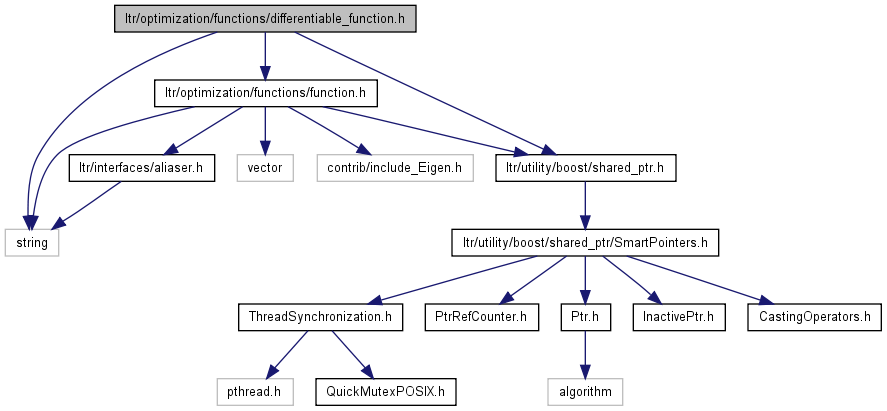 ltr/optimization/functions/differentiable_function.h
ltr/optimization/functions/function.h
ltr/interfaces/aliaser.h
vector
contrib/include_Eigen.h
ltr/utility/boost/shared_ptr.h
string
ltr/utility/boost/shared_ptr/SmartPointers.h
ThreadSynchronization.h
PtrRefCounter.h
Ptr.h
InactivePtr.h
CastingOperators.h
pthread.h
QuickMutexPOSIX.h
algorithm